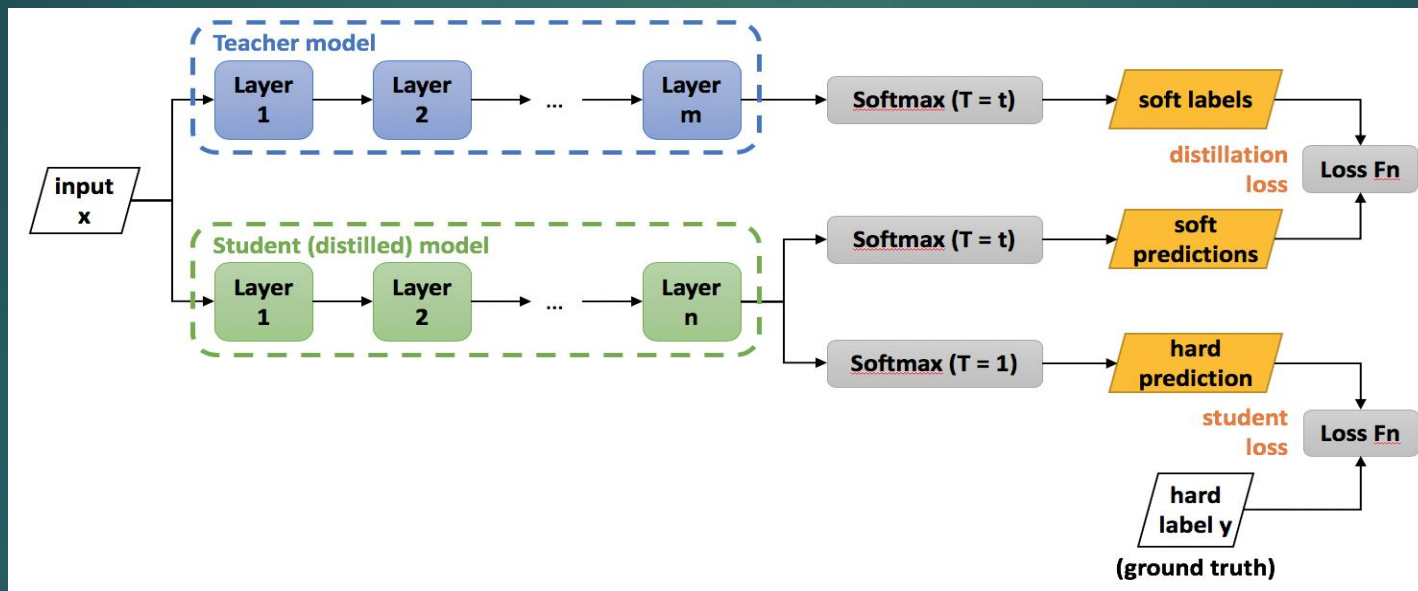 Teacher model
Layer
1
Layer
2
...
Layer
m
Softmax (T = t)
soft labels
distillation
loss
Loss Fn
input
x
Student (distilled) model
Layer
1
Layer
2
...
Layer
n
Softmax (T = t)
soft
predictions
Softmax (T = 1)
hard
prediction
student
loss
Loss Fn
hard
label y
(ground truth)